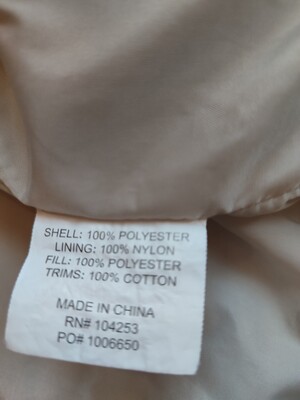 SHELL: 100% POLYESTER
LINING: 100% NYLON
FILL: 100% POLYESTER
TRIMS: 100% COTTON
MADE IN CHINA
RN# 104253
PO# 1006650